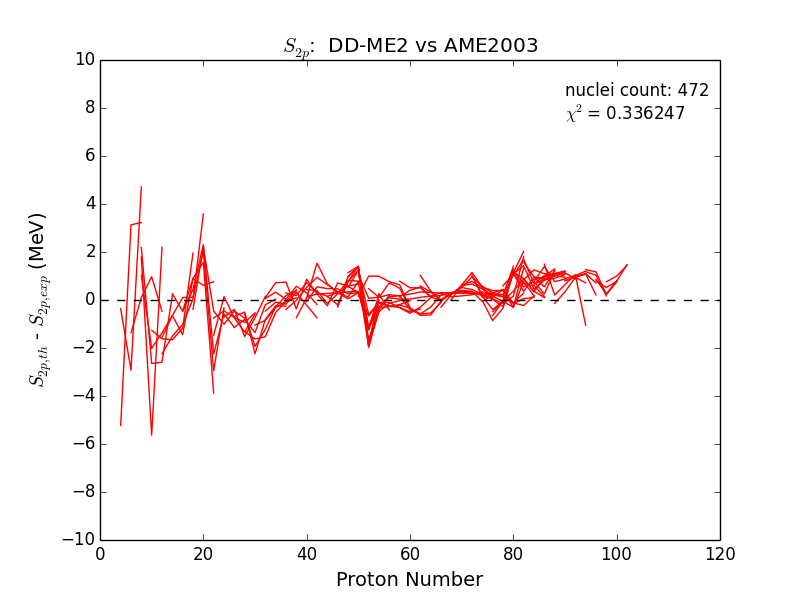 S₂ₚ: DD-ME2 vs AME2003
nuclei count: 472
χ² = 0.336247
10
8
6
4
2
0
−2
−4
−6
−8
−10
S₂ₚ,ₜₕ - S₂ₚ,ₑₓₚ (MeV)
0 20 40 60 80 100 120
Proton Number